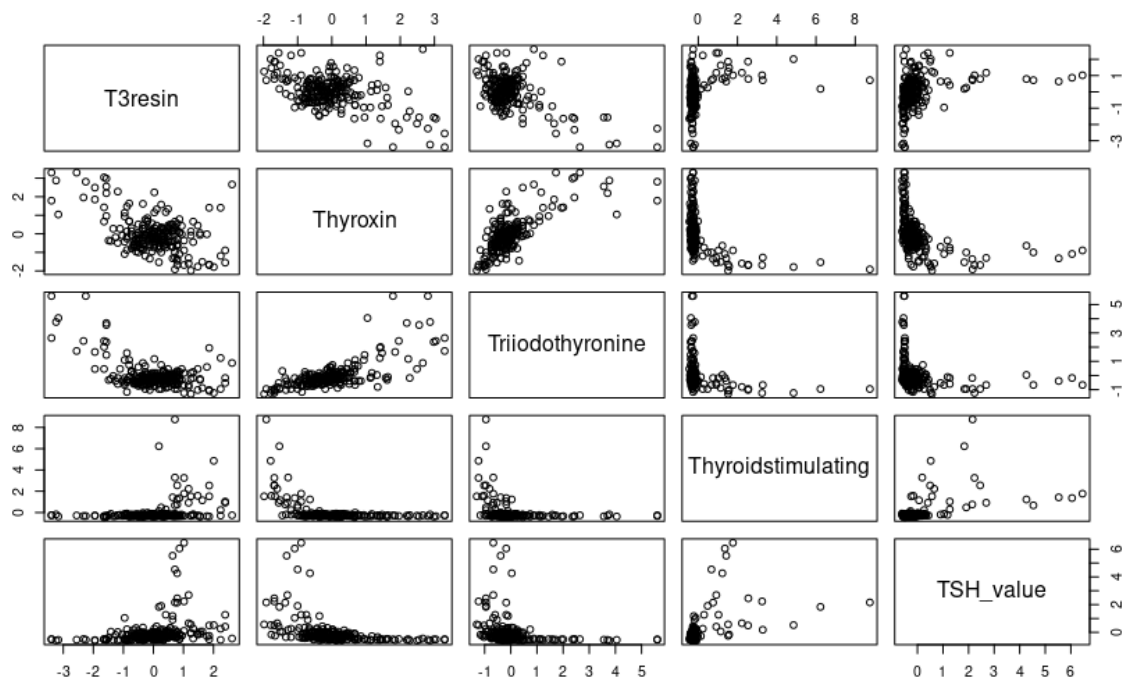 -2 -1 0 1 2 3
0 2 4 6 8
T3resin
-3 -1 1
-2 0 2
Thyroxin
Triiodothyronine
-1 1 3 5
0 2 4 6 8
Thyroidstimulating
TSH_value
0 2 4 6
-3 -2 -1 0 1 2
-1 0 1 2 3 4 5
0 1 2 3 4 5 6